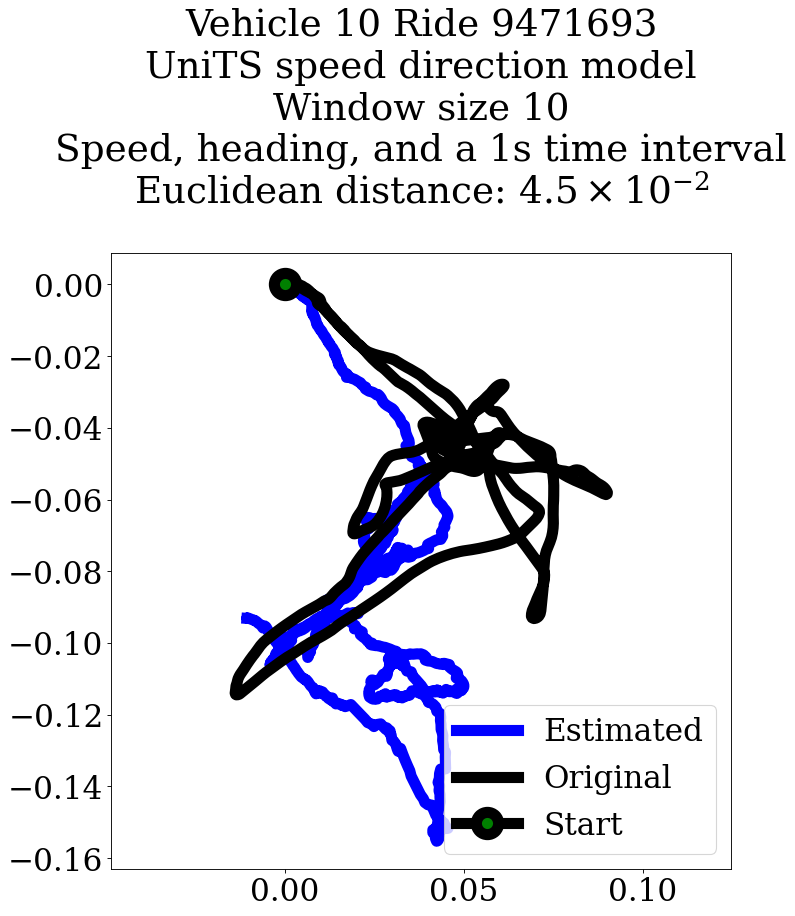 Vehicle 10 Ride 9471693
UniTS speed direction model
Window size 10
Speed, heading, and a 1s time interval
Euclidean distance: 4.5 × 10⁻²
0.00
−0.02
−0.04
−0.06
−0.08
−0.10
−0.12
−0.14
−0.16
0.00 0.05 0.10
Estimated
Original
Start